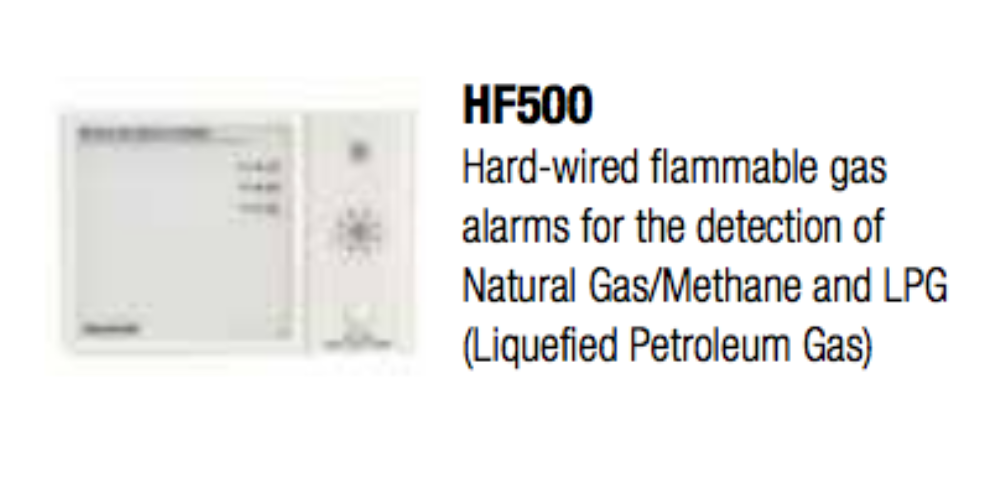 HF500
Hard-wired flammable gas
alarms for the detection of
Natural Gas/Methane and LPG
(Liquefied Petroleum Gas)